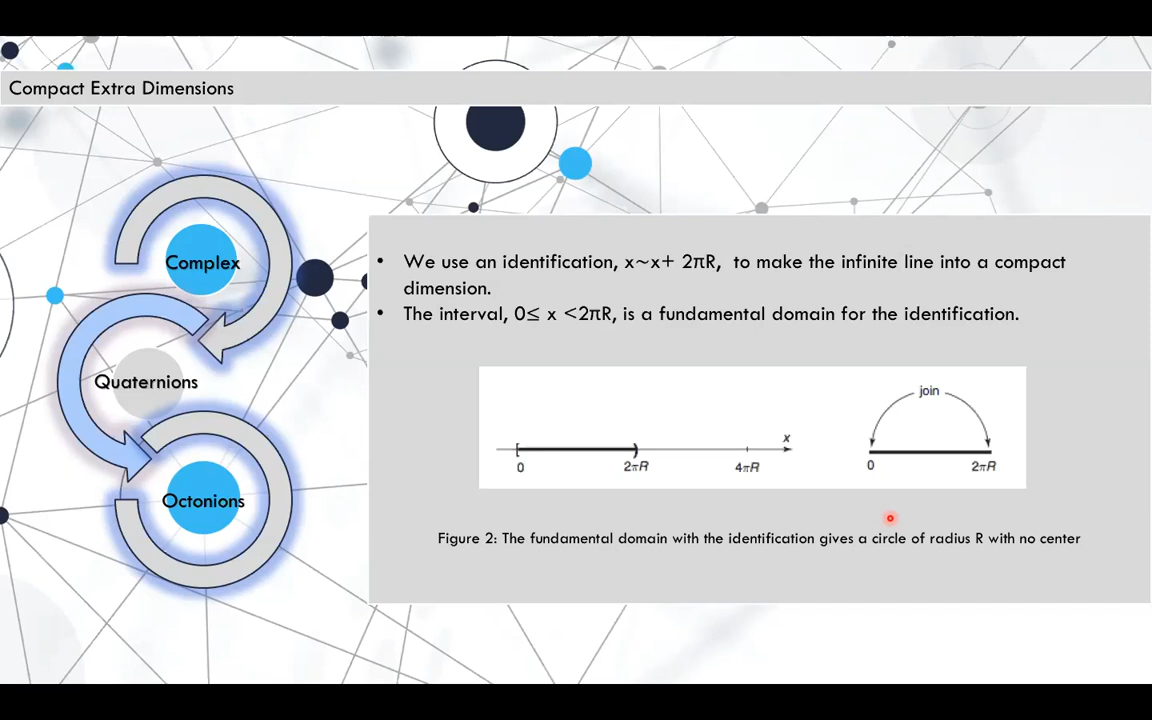 Compact Extra Dimensions
Complex
Quaternions
Octonions
• We use an identification, x~x+ 2πR, to make the infinite line into a compact
dimension.
• The interval, 0≤ x <2πR, is a fundamental domain for the identification.
x
0 2πR 4πR
join
0 2πR
Figure 2: The fundamental domain with the identification gives a circle of radius R with no center